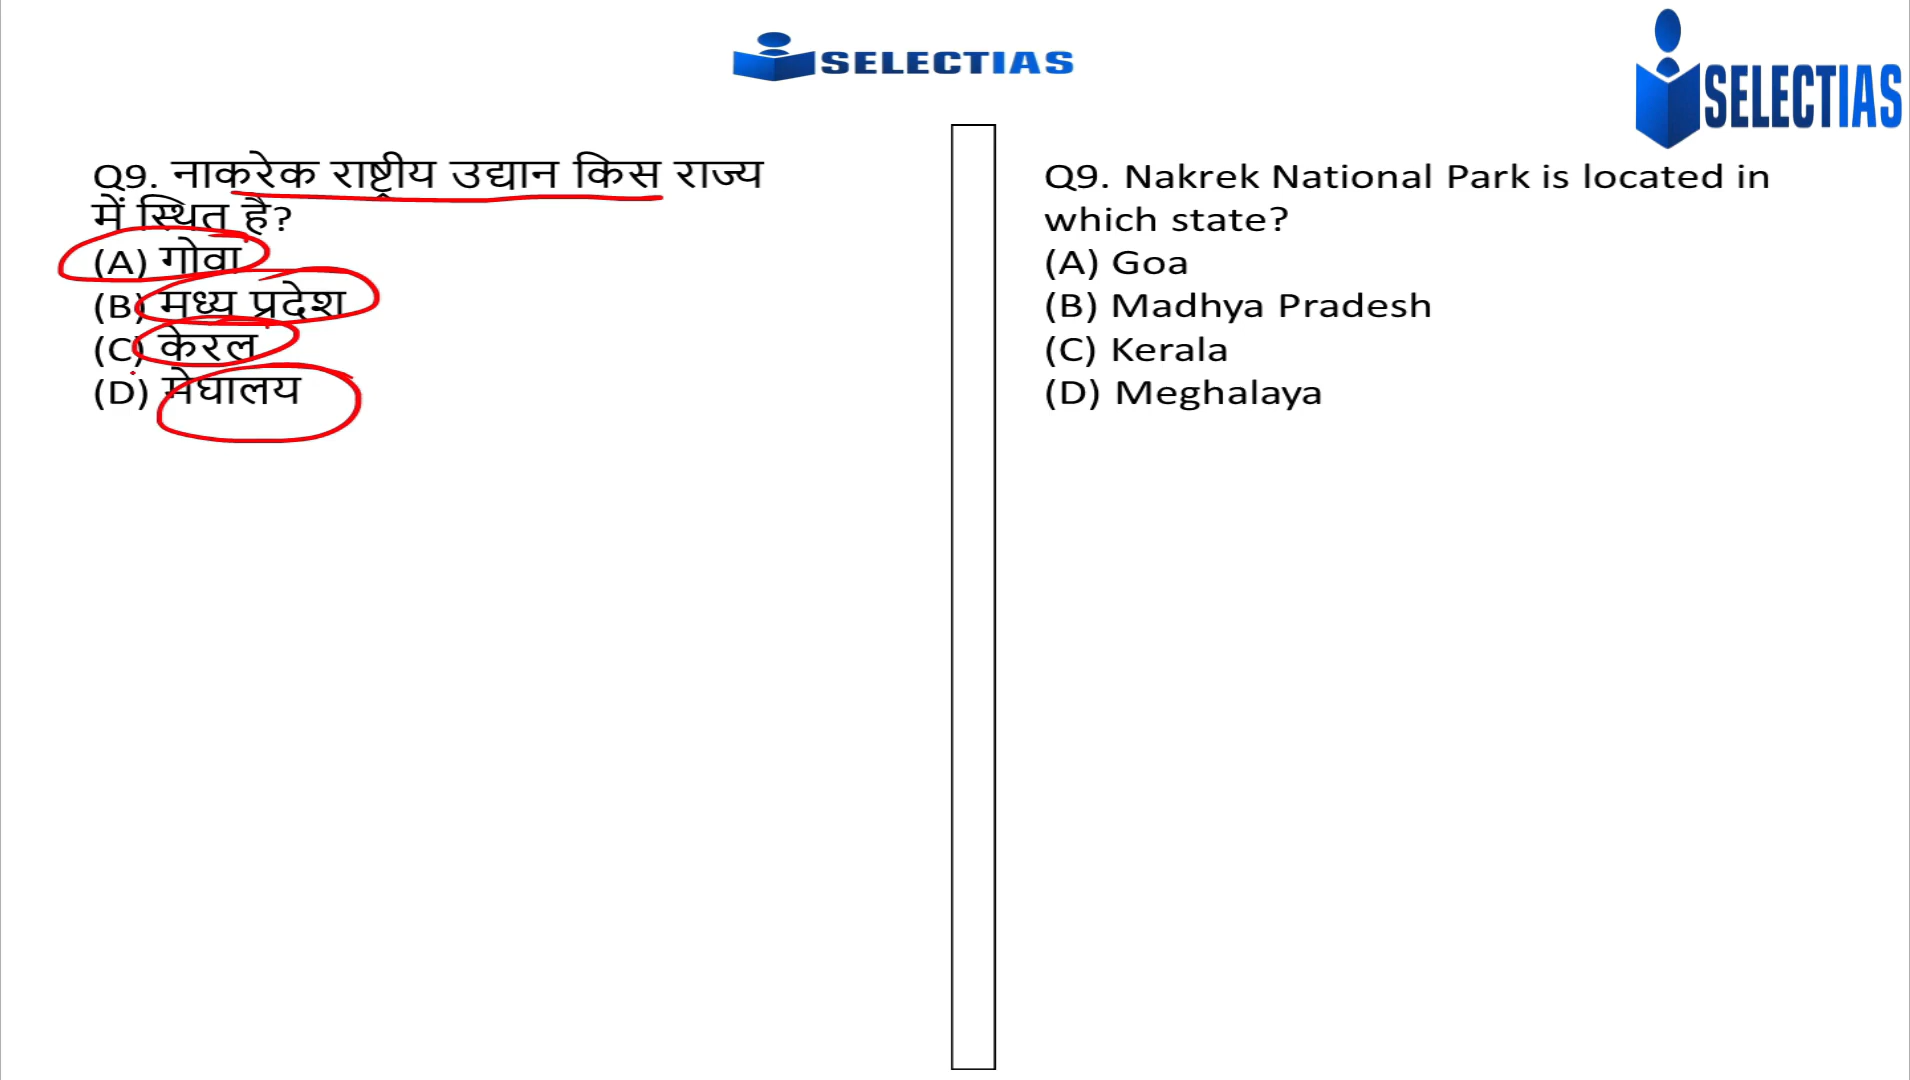 SELECTIAS
SELECTIAS
Q9. नाकरेक राष्ट्रीय उद्यान किस राज्य
में स्थित है?
(A) गोवा
(B) मध्य प्रदेश
(C) केरल
(D) मेघालय
Q9. Nakrek National Park is located in
which state?
(A) Goa
(B) Madhya Pradesh
(C) Kerala
(D) Meghalaya